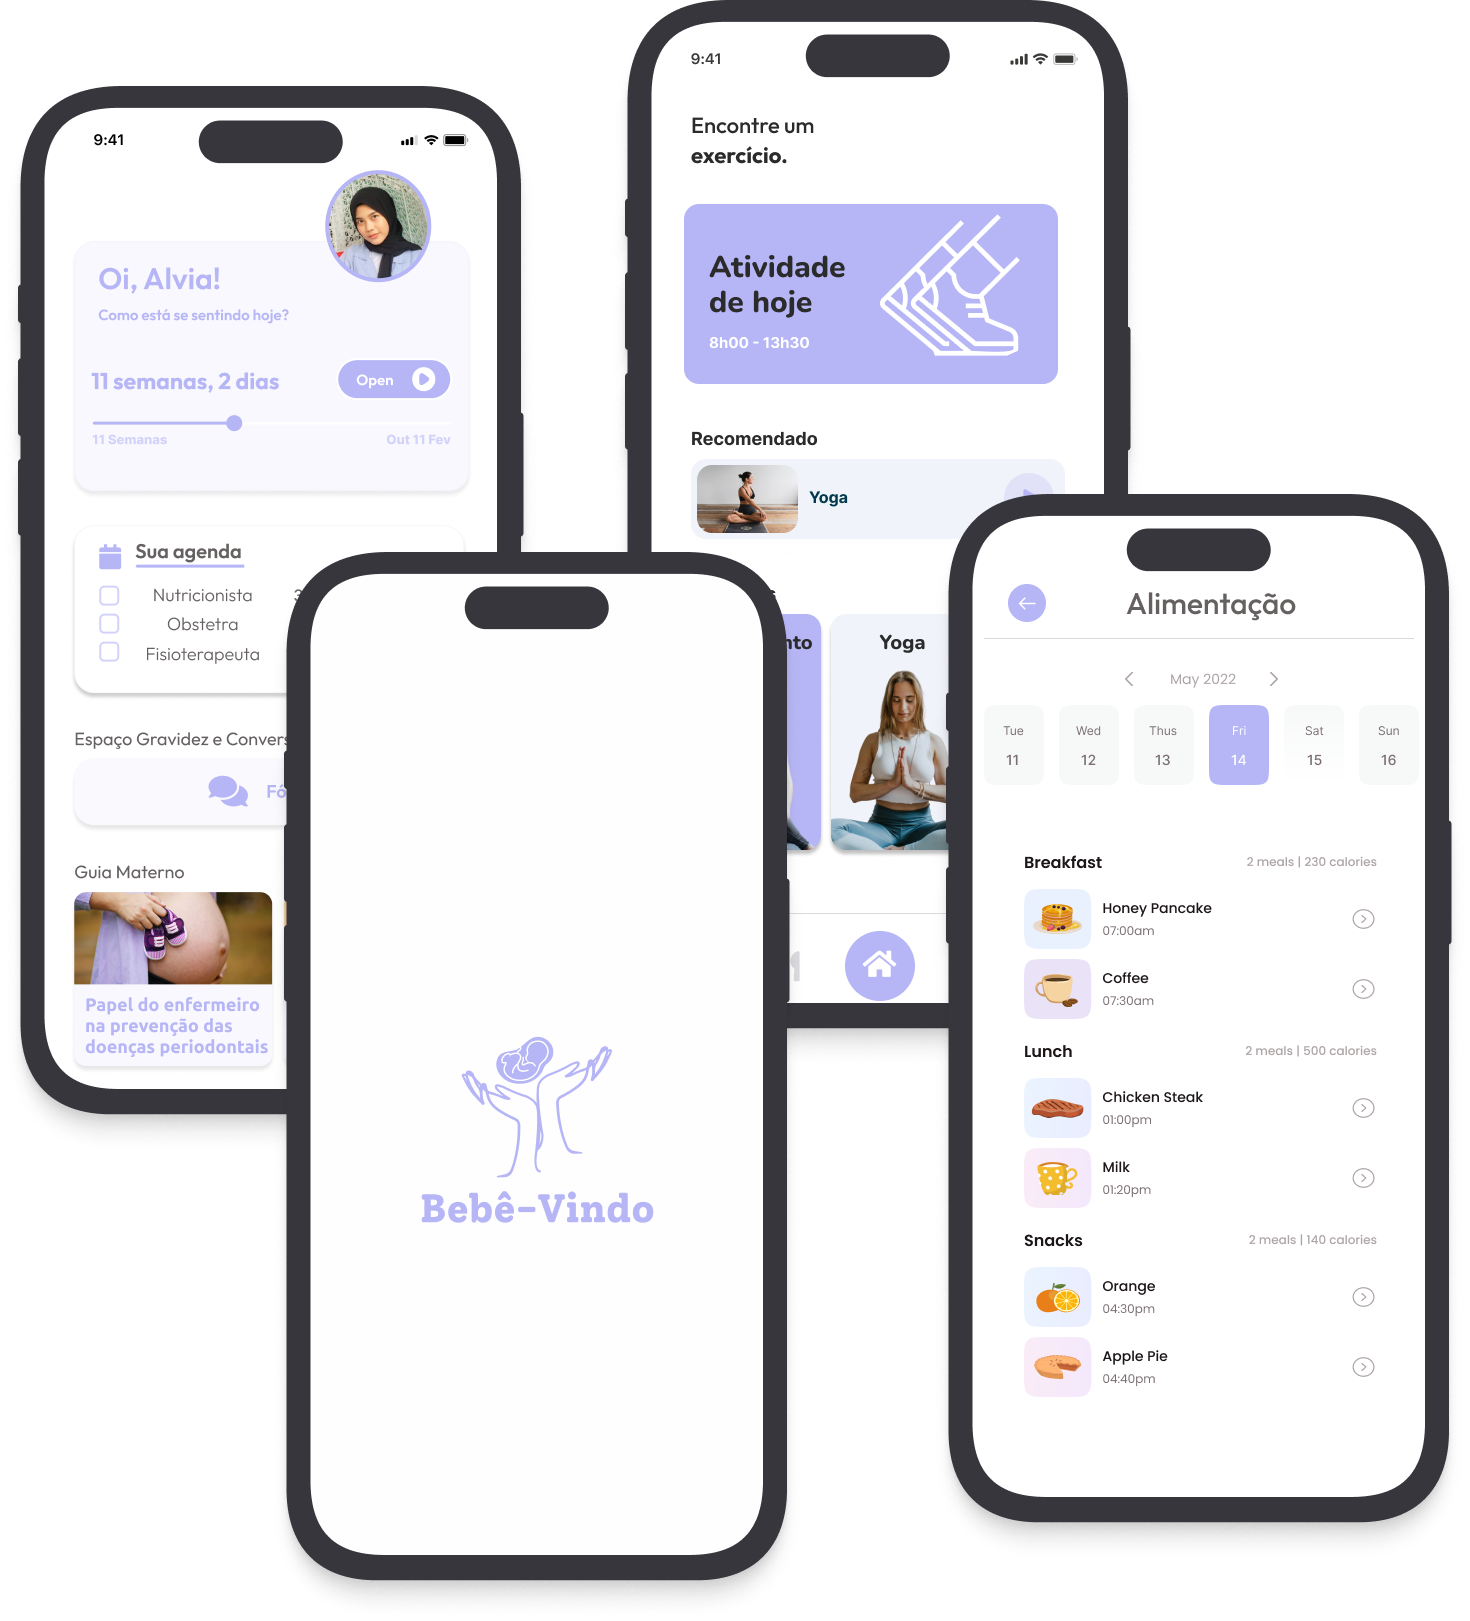 9:41
Oi, Alvia!
Como está se sentindo hoje?
11 semanas, 2 dias
Open
11 Semanas
Out 11 Fev
Sua agenda
Nutricionista
Obstetra
Fisioterapeuta
Espaço Gravidez e Convers
Fó
Guia Materno
Papel do enfermeiro
na prevenção das
doenças periodontais
9:41
Encontre um
exercício.
Atividade
de hoje
8h00 - 13h30
Recomendado
Yoga
nto
Yoga
Bebê-Vindo
Alimentação
May 2022
Tue Wed Thus Fri Sat Sun
11 12 13 14 15 16
Breakfast 2 meals | 230 calories
Honey Pancake
07:00am
Coffee
07:30am
Lunch 2 meals | 500 calories
Chicken Steak
01:00pm
Milk
01:20pm
Snacks 2 meals | 140 calories
Orange
04:30pm
Apple Pie
04:40pm